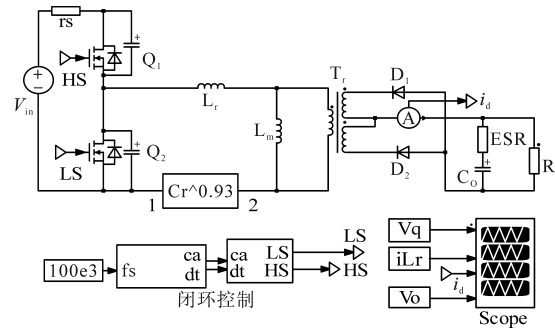 rs
Q1
HS
Vin
Lr
Tr
D1
id
A
Lm
ESR
Q2
LS
D2
CO
R
Cr^0.93
1
2
Vq
LS
iLr
ca
ca
LS
100e3
fs
dt
dt
HS
HS
id
闭环控制
Vo
Scope